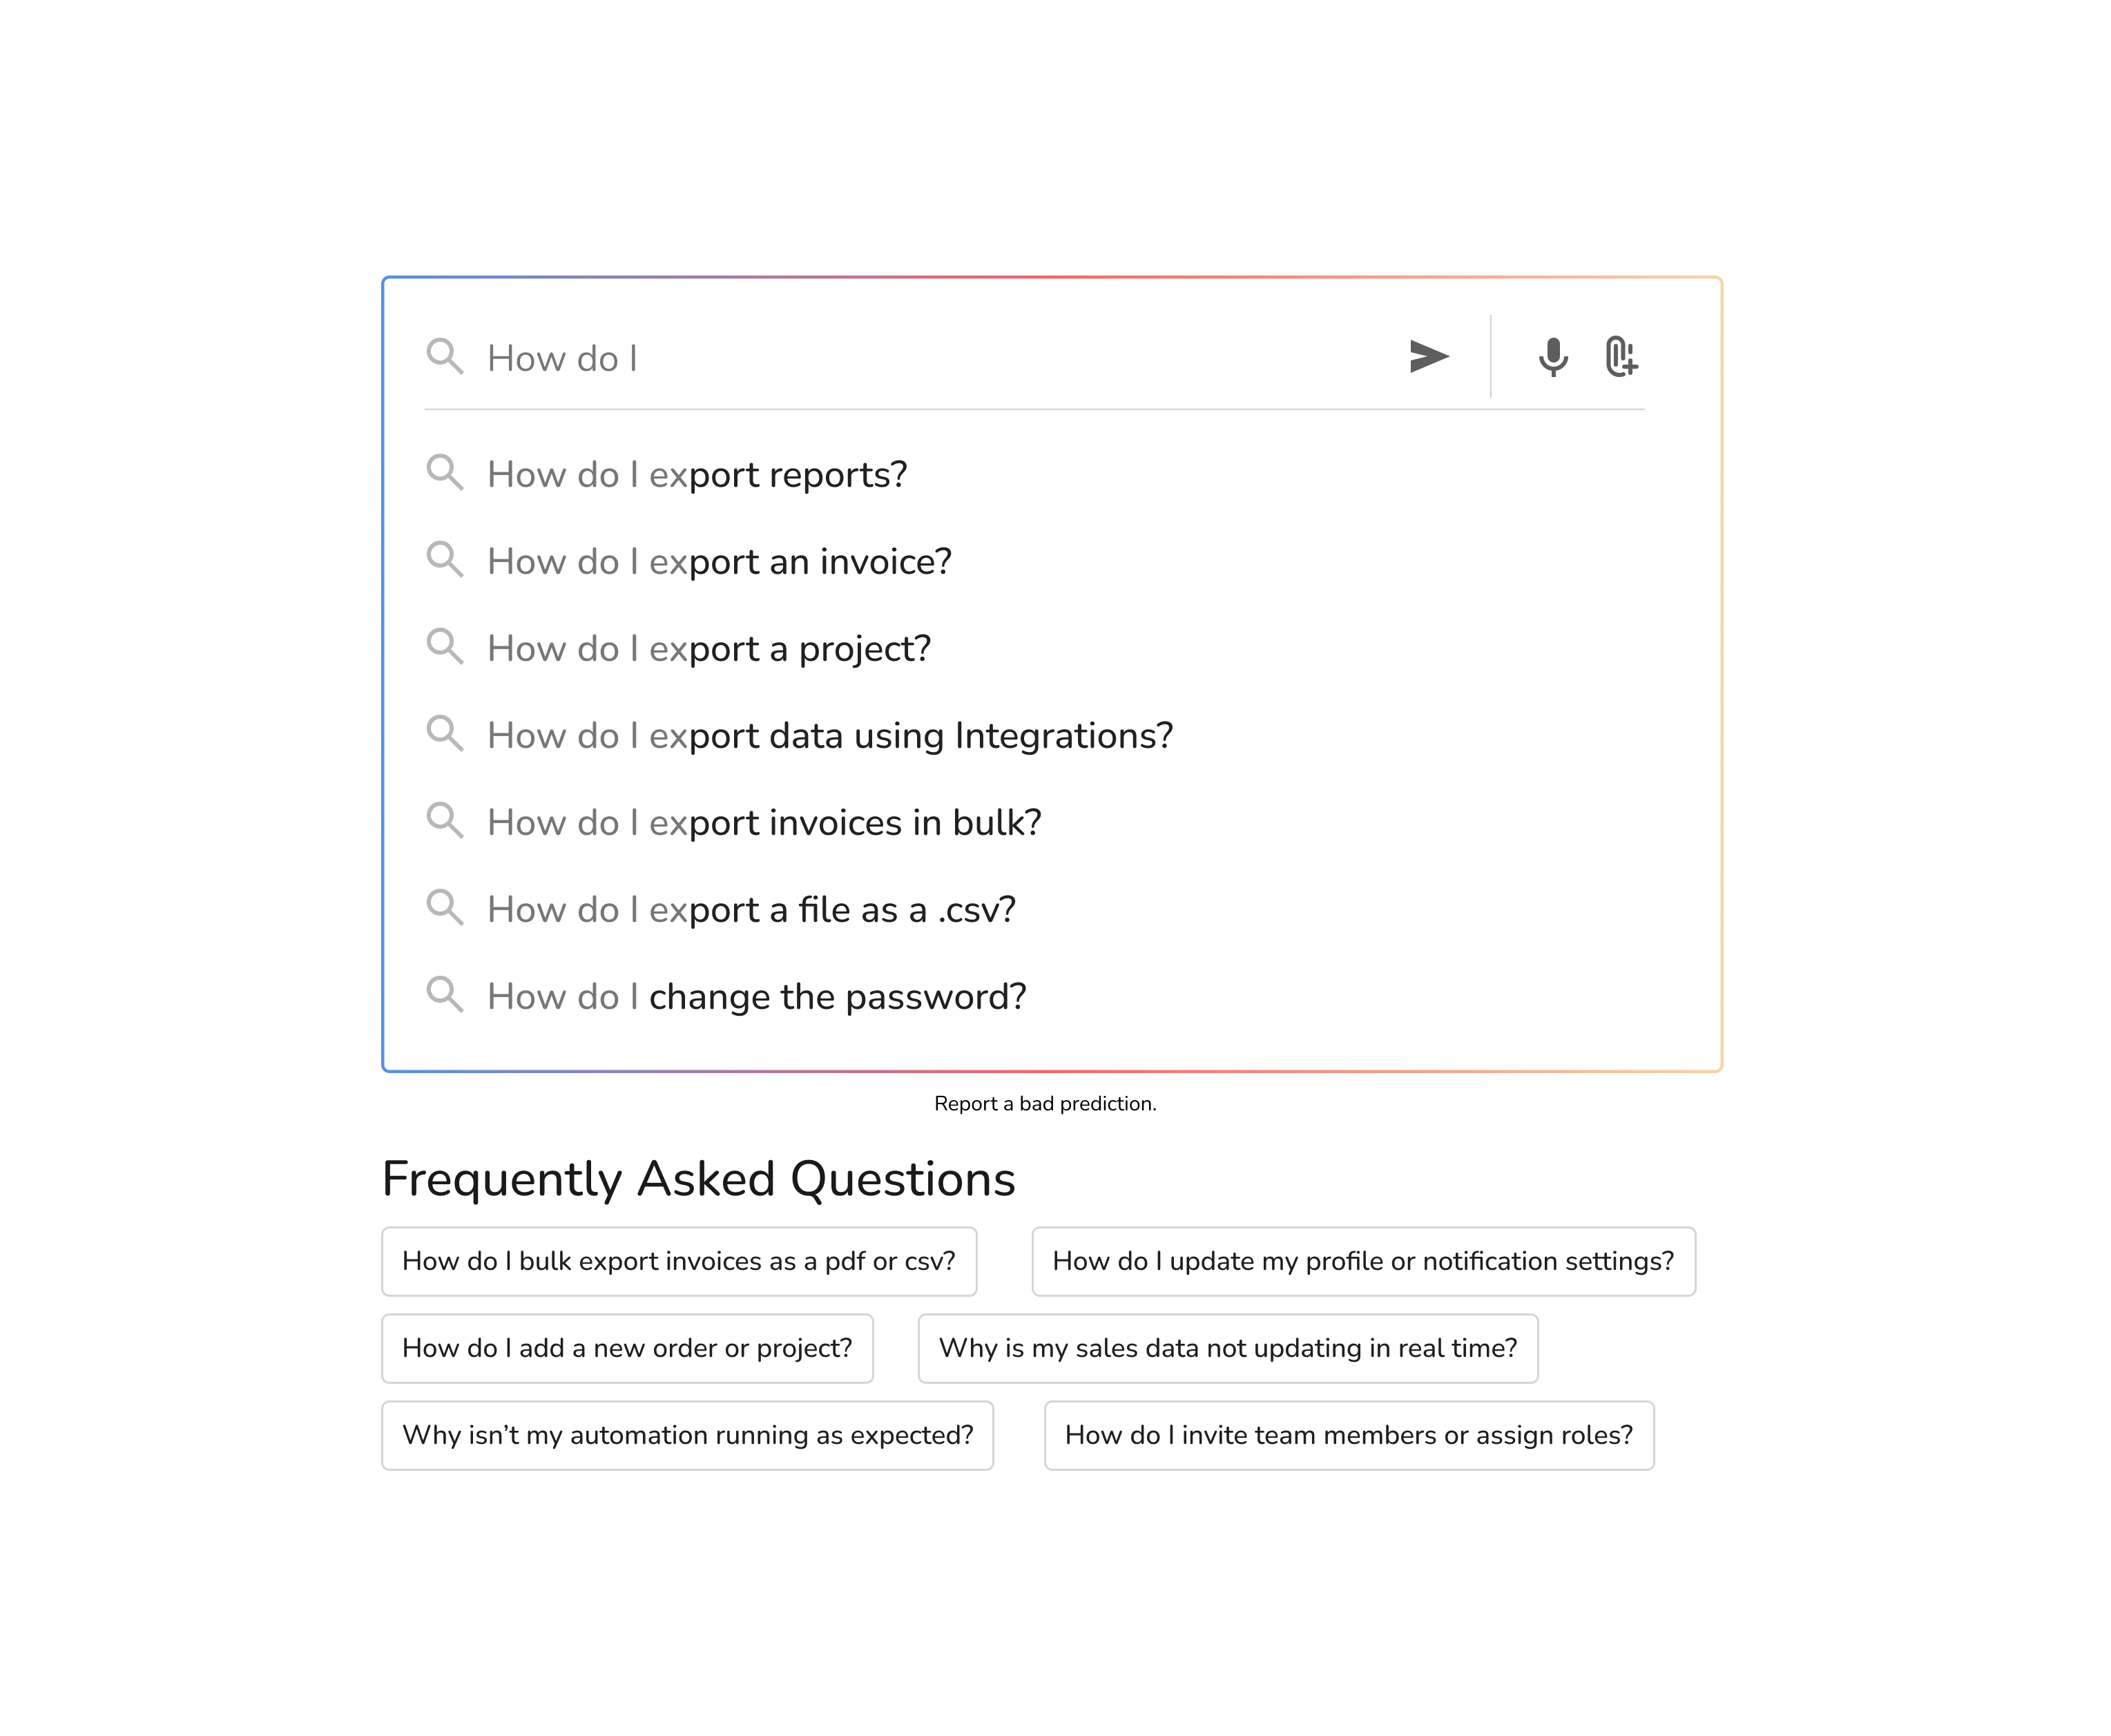 How do I
How do I export reports?
How do I export an invoice?
How do I export a project?
How do I export data using Integrations?
How do I export invoices in bulk?
How do I export a file as a .csv?
How do I change the password?
Report a bad prediction.
Frequently Asked Questions
How do I bulk export invoices as a pdf or csv?
How do I update my profile or notification settings?
How do I add a new order or project?
Why is my sales data not updating in real time?
Why isn’t my automation running as expected?
How do I invite team members or assign roles?